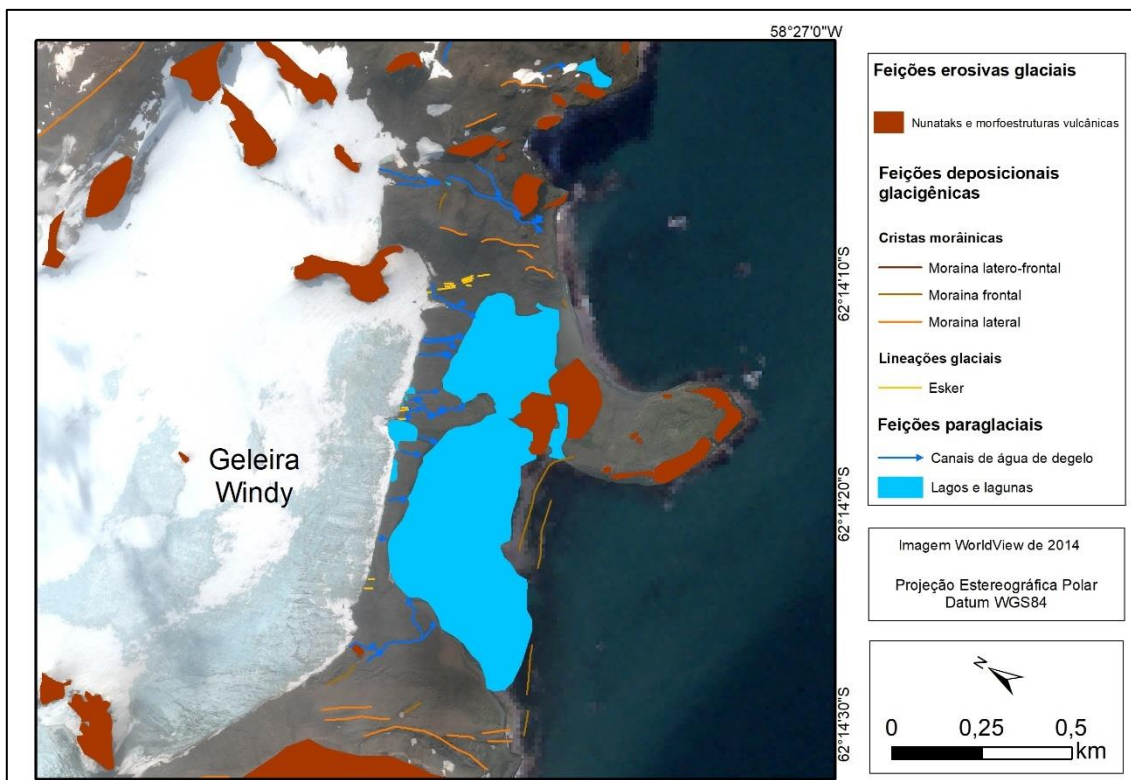 58°27'0"W
62°14'10"S
62°14'20"S
62°14'30"S
Geleira
Windy
Feições erosivas glaciais
Nunataks e morfoestruturas vulcânicas
Feições deposicionais
glacigênicas
Cristas morâinicas
Moraina latero-frontal
Moraina frontal
Moraina lateral
Lineações glaciais
Esker
Feições paraglaciais
Canais de água de degelo
Lagos e lagunas
Imagem WorldView de 2014
Projeção Estereográfica Polar
Datum WGS84
N
0 0,25 0,5
km